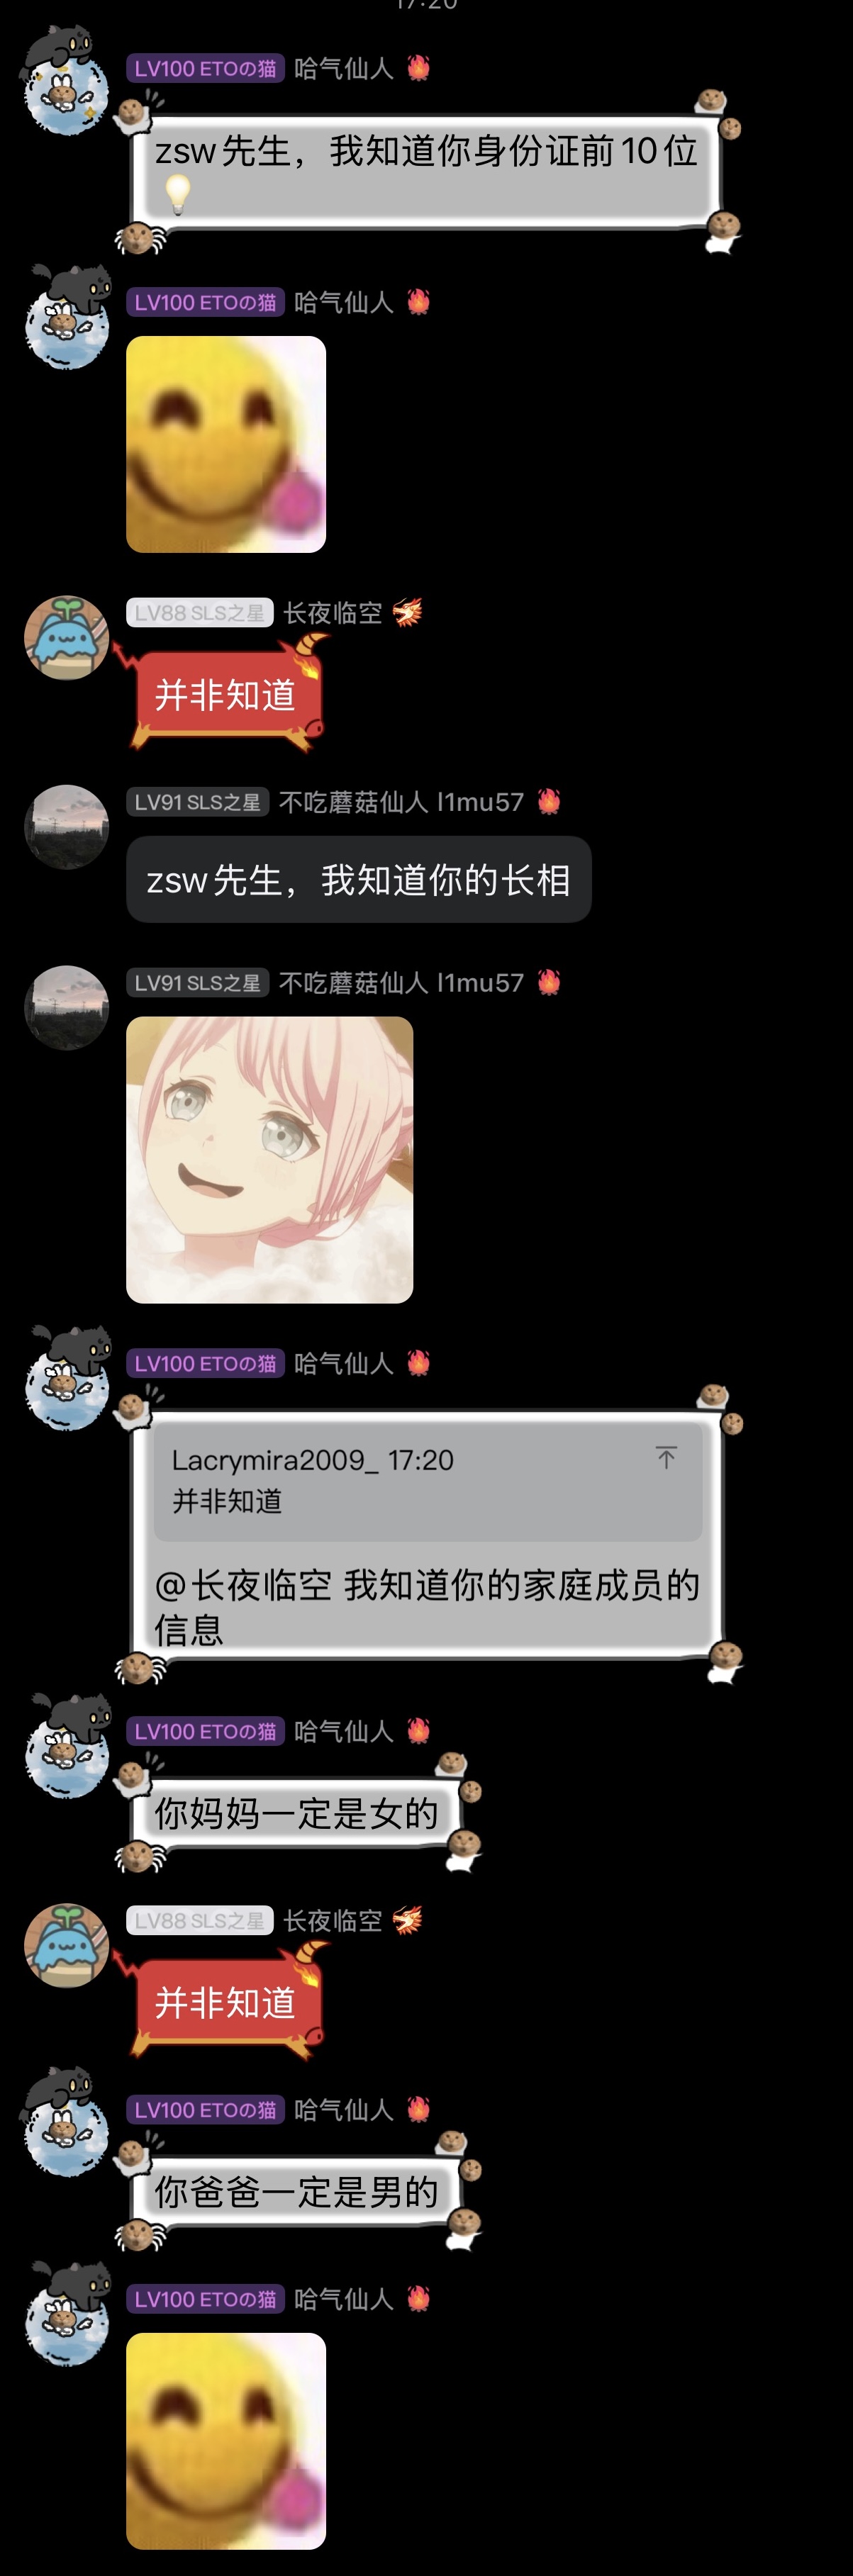 17:20
LV100 ETOの猫 哈气仙人
zsw先生，我知道你身份证前10位
LV100 ETOの猫 哈气仙人
LV88 SLS之星 长夜临空
并非知道
LV91 SLS之星 不吃蘑菇仙人 l1mu57
zsw先生，我知道你的长相
LV91 SLS之星 不吃蘑菇仙人 l1mu57
LV100 ETOの猫 哈气仙人
Lacrymira2009_ 17:20
并非知道
@长夜临空 我知道你的家庭成员的
信息
LV100 ETOの猫 哈气仙人
你妈妈一定是女的
LV88 SLS之星 长夜临空
并非知道
LV100 ETOの猫 哈气仙人
你爸爸一定是男的
LV100 ETOの猫 哈气仙人